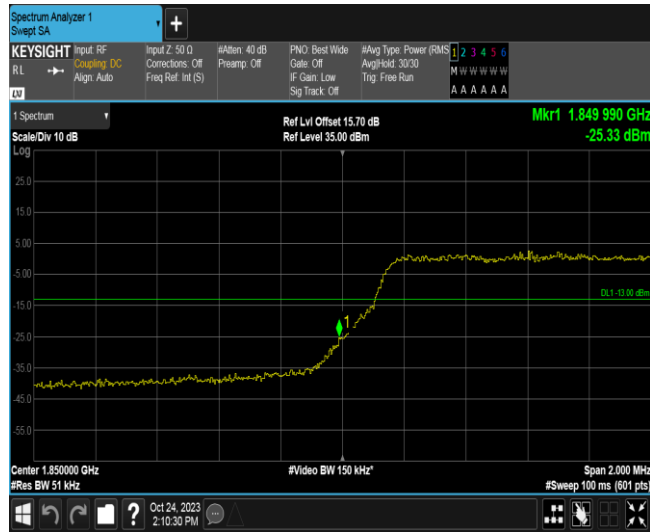 Spectrum Analyzer 1
Swept SA
+
KEYSIGHT
RL
LXI
Input: RF
Coupling: DC
Align: Auto
Input Z: 50 Ω
Corrections: Off
Freq Ref: Int (S)
#Atten: 40 dB
Preamp: Off
PNO: Best Wide
Gate: Off
IF Gain: Low
Sig Track: Off
#Avg Type: Power (RMS
Avg|Hold: 30/30
Trig: Free Run
1 2 3 4 5 6
M W W W W W
A A A A A A
1 Spectrum
Scale/Div 10 dB
Ref Lvl Offset 15.70 dB
Ref Level 35.00 dBm
Mkr1 1.849 990 GHz
-25.33 dBm
Log
25.0
15.0
5.00
-5.00
DL1 -13.00 dBm
-15.0
1
-25.0
-35.0
-45.0
-55.0
Center 1.850000 GHz
#Video BW 150 kHz*
Span 2.000 MHz
#Res BW 51 kHz
#Sweep 100 ms (601 pts)
?
Oct 24, 2023
2:10:30 PM